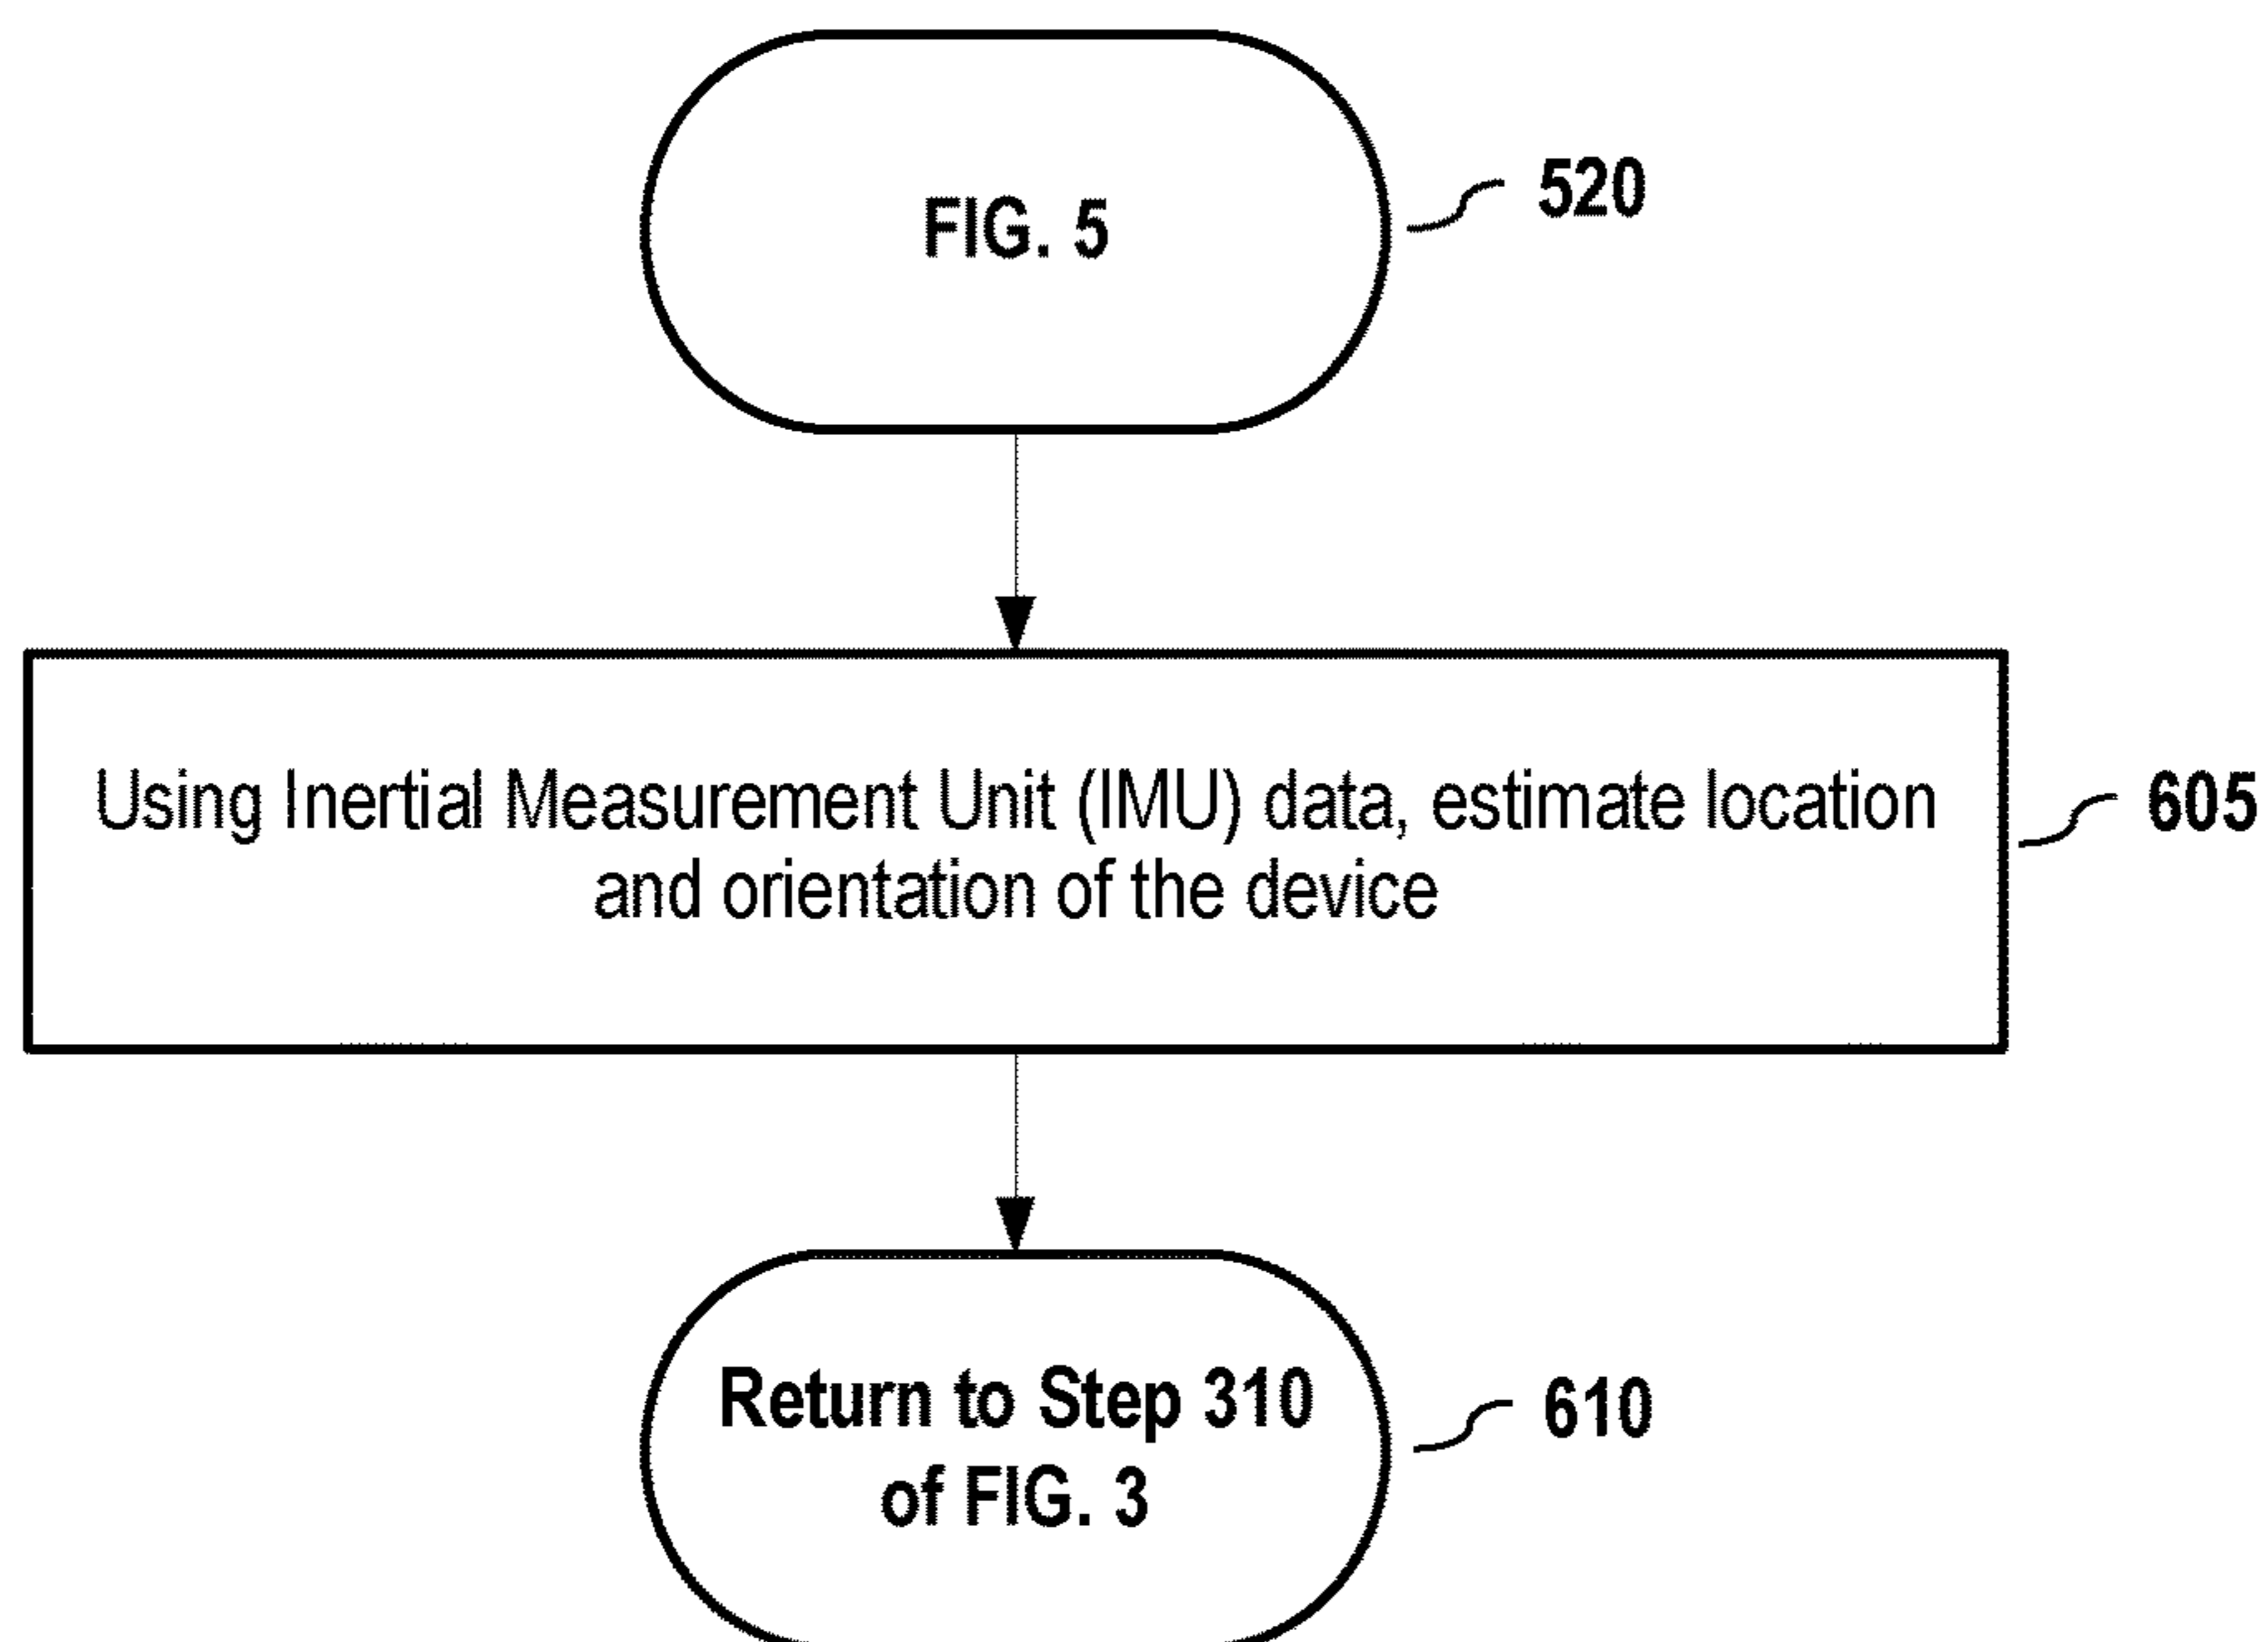 FIG. 5
520
Using Inertial Measurement Unit (IMU) data, estimate location
and orientation of the device
605
Return to Step 310
of FIG. 3
610